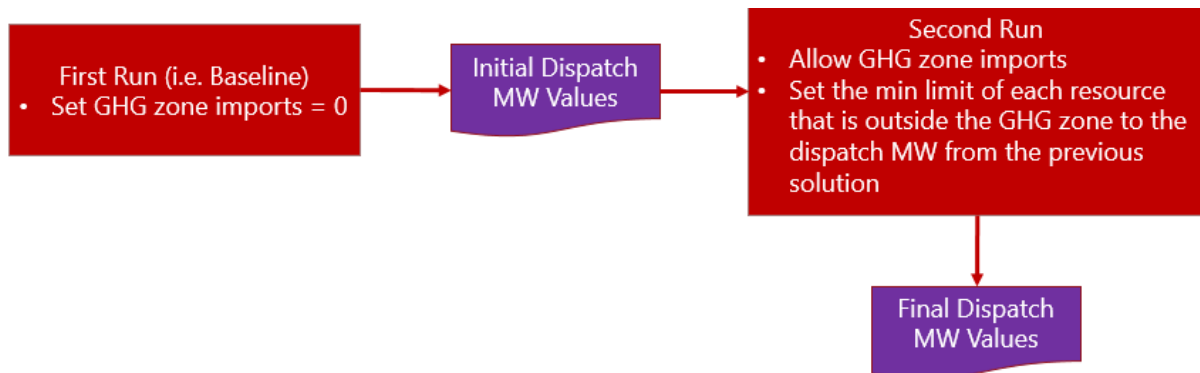 First Run (i.e. Baseline)
• Set GHG zone imports = 0
Initial Dispatch
MW Values
Second Run
• Allow GHG zone imports
• Set the min limit of each resource
that is outside the GHG zone to the
dispatch MW from the previous
solution
Final Dispatch
MW Values